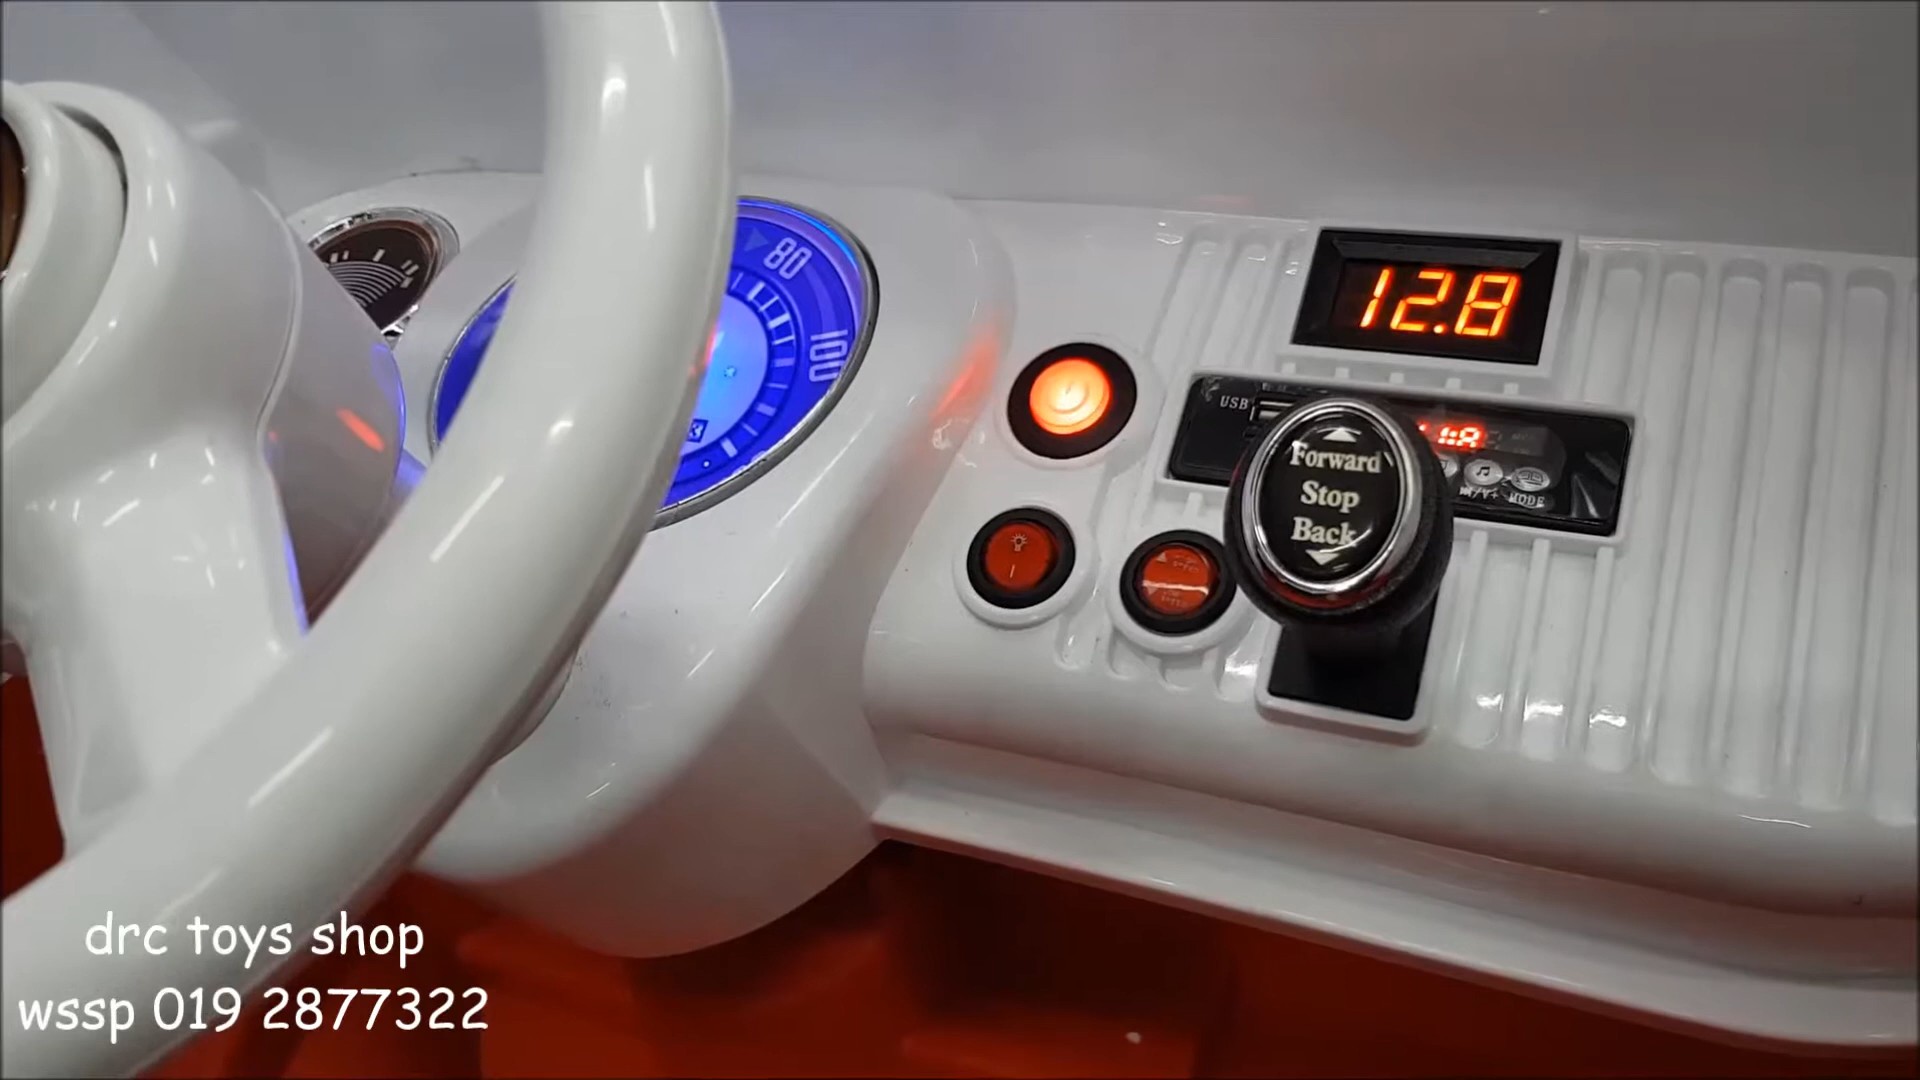 80
100
12.8
USB
Forward
Stop
Back
MODE
drc toys shop
wssp 019 2877322